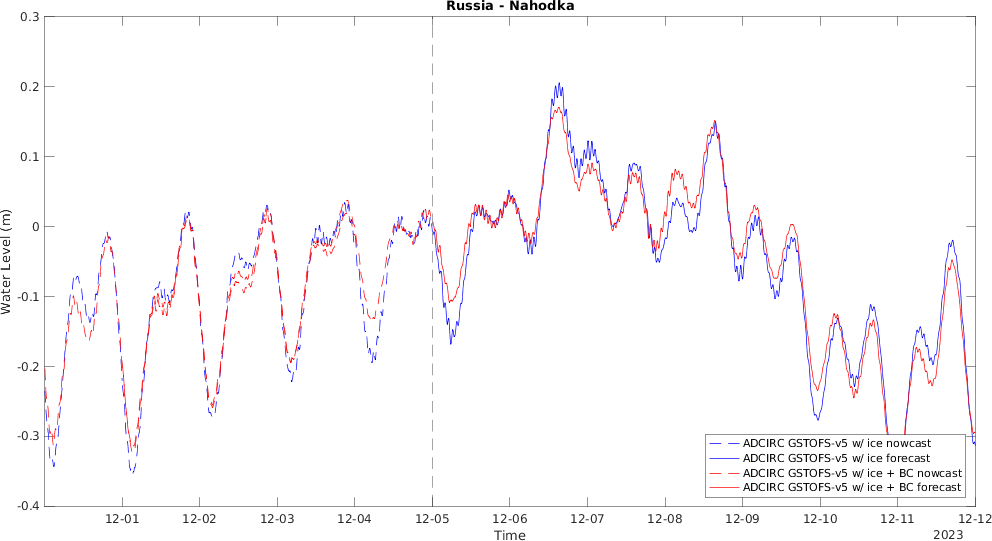 Russia - Nahodka
Water Level (m)
0.3
0.2
0.1
0
-0.1
-0.2
-0.3
-0.4
12-01 12-02 12-03 12-04 12-05 12-06 12-07 12-08 12-09 12-10 12-11 12-12
Time
2023
ADCIRC GSTOFS-v5 w/ ice nowcast
ADCIRC GSTOFS-v5 w/ ice forecast
ADCIRC GSTOFS-v5 w/ ice + BC nowcast
ADCIRC GSTOFS-v5 w/ ice + BC forecast